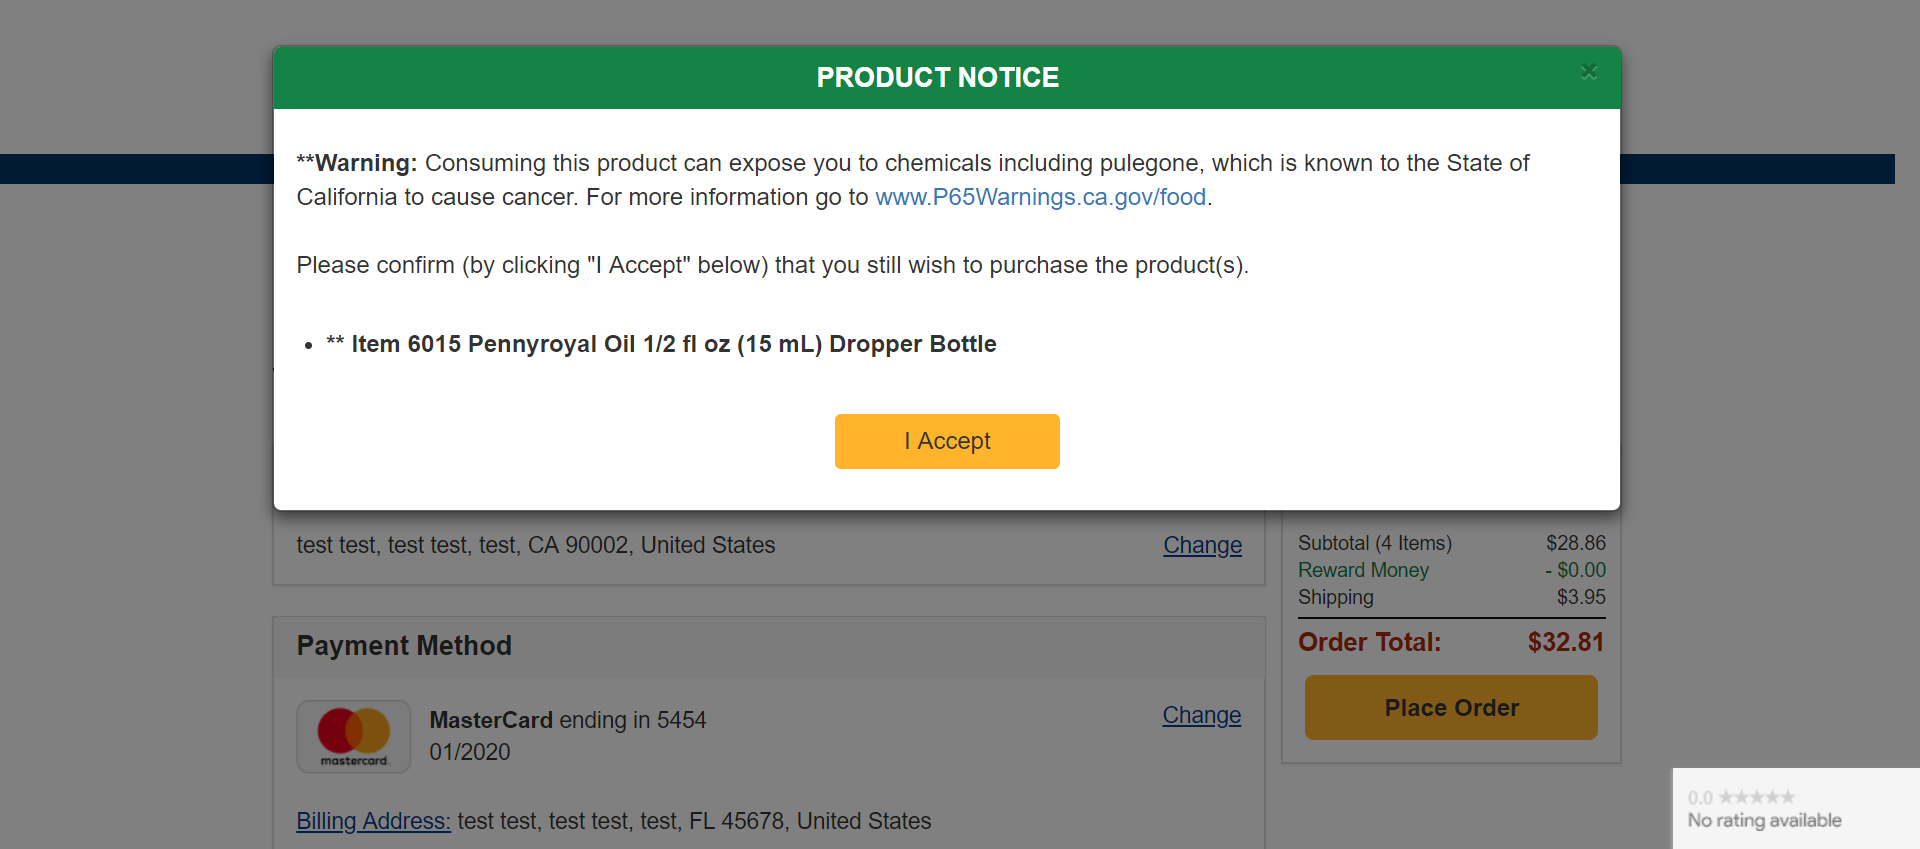 PRODUCT NOTICE
×
**Warning: Consuming this product can expose you to chemicals including pulegone, which is known to the State of
California to cause cancer. For more information go to www.P65Warnings.ca.gov/food.
Please confirm (by clicking "I Accept" below) that you still wish to purchase the product(s).
• ** Item 6015 Pennyroyal Oil 1/2 fl oz (15 mL) Dropper Bottle
I Accept
test test, test test, test, CA 90002, United States
Change
Subtotal (4 Items) $28.86
Reward Money - $0.00
Shipping $3.95
Order Total: $32.81
Place Order
Payment Method
mastercard.
MasterCard ending in 5454
01/2020
Change
Billing Address: test test, test test, test, FL 45678, United States
0.0 ★★★★★
No rating available